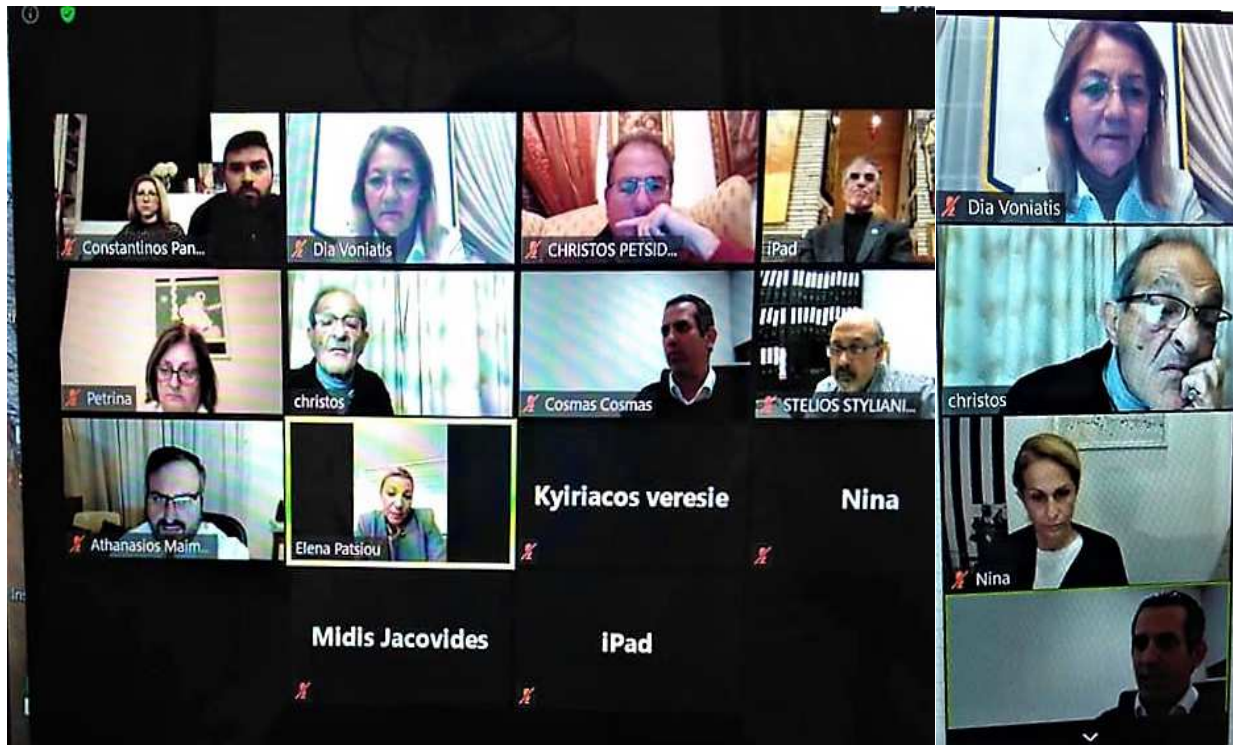 Constantinos Pan...
Dia Voniatis
CHRISTOS PETSID...
iPad
Petrina
christos
Cosmas Cosmas
STELIOS STYLIANI...
Athanasios Maim...
Elena Patsiou
Kyiriacos veresie
Nina
Midis Jacovides
iPad
Dia Voniatis
christos
Nina